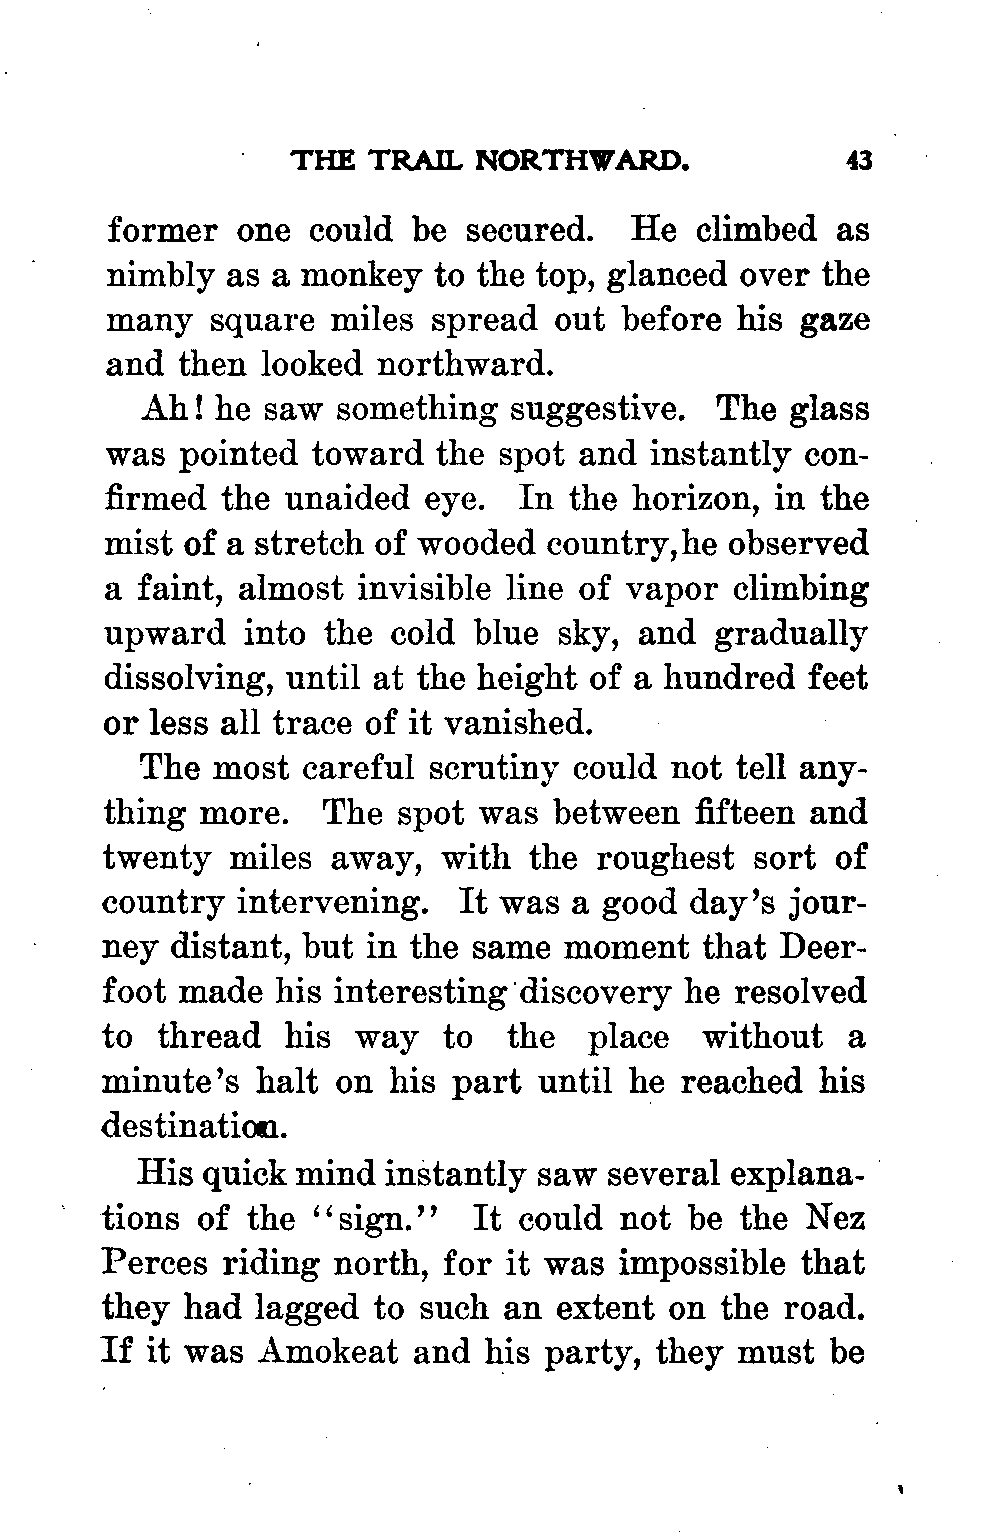 THE TRAIL NORTHWARD. 43
former one could be secured. He climbed as
nimbly as a monkey to the top, glanced over the
many square miles spread out before his gaze
and then looked northward.
Ah! he saw something suggestive. The glass
was pointed toward the spot and instantly con-
firmed the unaided eye. In the horizon, in the
mist of a stretch of wooded country,he observed
a faint, almost invisible line of vapor climbing
upward into the cold blue sky, and gradually
dissolving, until at the height of a hundred feet
or less all trace of it vanished.
The most careful scrutiny could not tell any-
thing more. The spot was between fifteen and
twenty miles away, with the roughest sort of
country intervening. It was a good day's jour-
ney distant, but in the same moment that Deer-
foot made his interesting discovery he resolved
to thread his way to the place without a
minute's halt on his part until he reached his
destination.
His quick mind instantly saw several explana-
tions of the "sign." It could not be the Nez
Perces riding north, for it was impossible that
they had lagged to such an extent on the road.
If it was Amokeat and his party, they must be